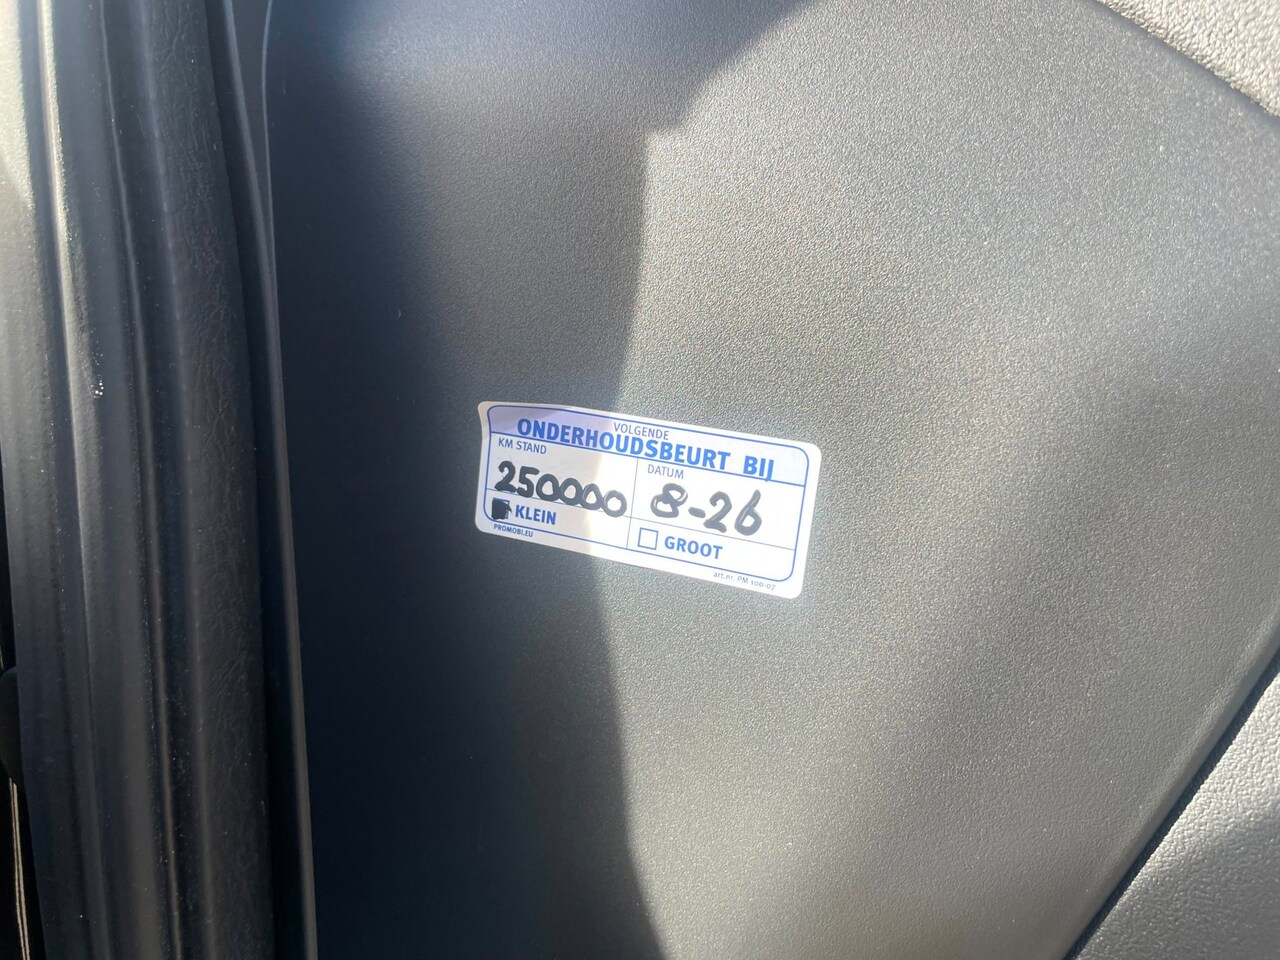 VOLGENDE
ONDERHOUDSBEURT BIJ
KM STAND
DATUM
250000
8-26
KLEIN
GROOT
PROMOBI.EU
art.nr. PM 100-07